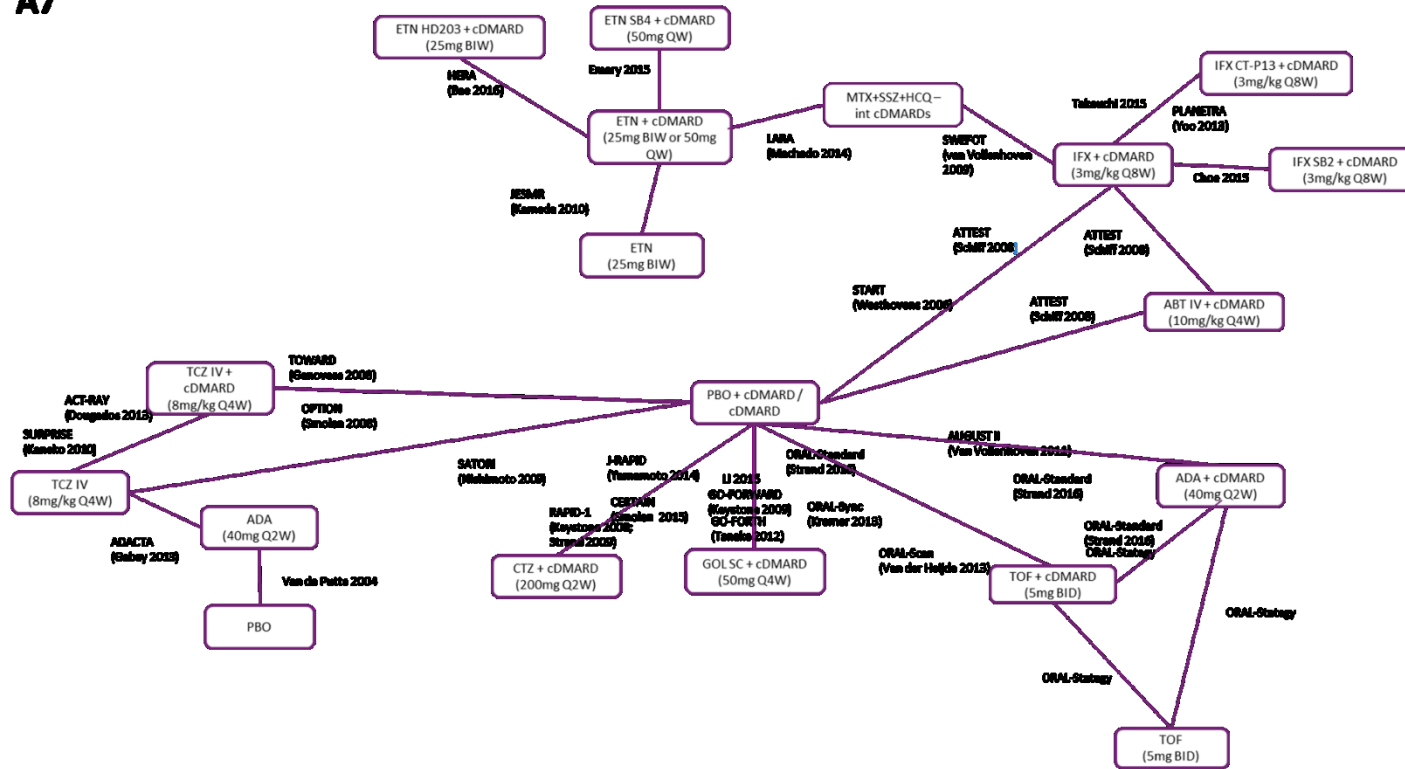 A7
ETN HD203 + cDMARD
(25mg BIW)
ETN SB4 + cDMARD
(50mg QW)
HERA
(Bae 2016)
Emery 2015
MTX+SSZ+HCQ –
int cDMARDs
IFX CT-P13 + cDMARD
(3mg/kg Q8W)
Takeuchi 2015
PLANETRA
(Yoo 2013)
ETN + cDMARD
(25mg BIW or 50mg
QW)
LARA
(Machado 2014)
SWEFOT
(van Vollenhoven
2009)
IFX + cDMARD
(3mg/kg Q8W)
Choe 2015
IFX SB2 + cDMARD
(3mg/kg Q8W)
JESMR
(Kameda 2010)
ETN
(25mg BIW)
ATTEST
(Schiff 2008)
ATTEST
(Schiff 2008)
START
(Westhovens 2006)
ATTEST
(Schiff 2008)
ABT IV + cDMARD
(10mg/kg Q4W)
TCZ IV +
cDMARD
(8mg/kg Q4W)
TOWARD
(Genovese 2008)
OPTION
(Smolen 2008)
ACT-RAY
(Dougados 2013)
SURPRISE
(Kaneko 2010)
PBO + cDMARD /
cDMARD
TCZ IV
(8mg/kg Q4W)
SATORI
(Nishimoto 2009)
J-RAPID
(Yamamoto 2014)
ORAL-Standard
(Strand 2016)
AUGUST II
(Van Vollenhoven 2011)
ORAL-Standard
(Strand 2016)
ADA + cDMARD
(40mg Q2W)
ADA
(40mg Q2W)
ADACTA
(Gabay 2013)
RAPID-1
(Keystone 2008;
Strand 2009)
CERTAIN
(Smolen 2015)
LI 2015
GO-FORWARD
(Keystone 2009)
GO-FORTH
(Tanaka 2012)
ORAL-Sync
(Kremer 2013)
ORAL-Standard
(Strand 2016)
ORAL-Stategy
ORAL-Scan
(Van der Heijde 2013)
CTZ + cDMARD
(200mg Q2W)
GOL SC + cDMARD
(50mg Q4W)
TOF + cDMARD
(5mg BID)
Van de Putte 2004
PBO
ORAL-Stategy
ORAL-Stategy
TOF
(5mg BID)